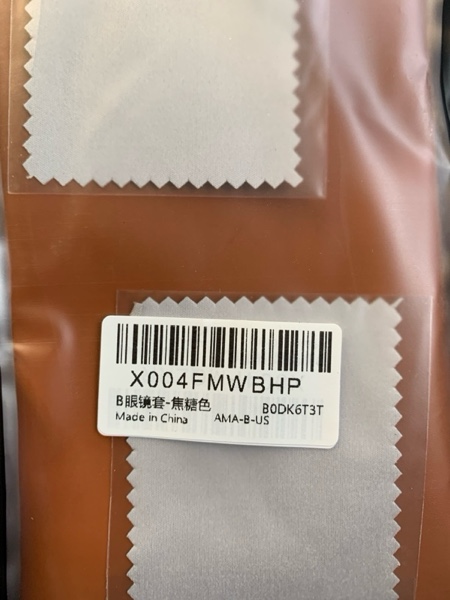 X004FMWBHP
B眼镜套-焦糖色 B0DK6T3T
Made in China AMA-B-US